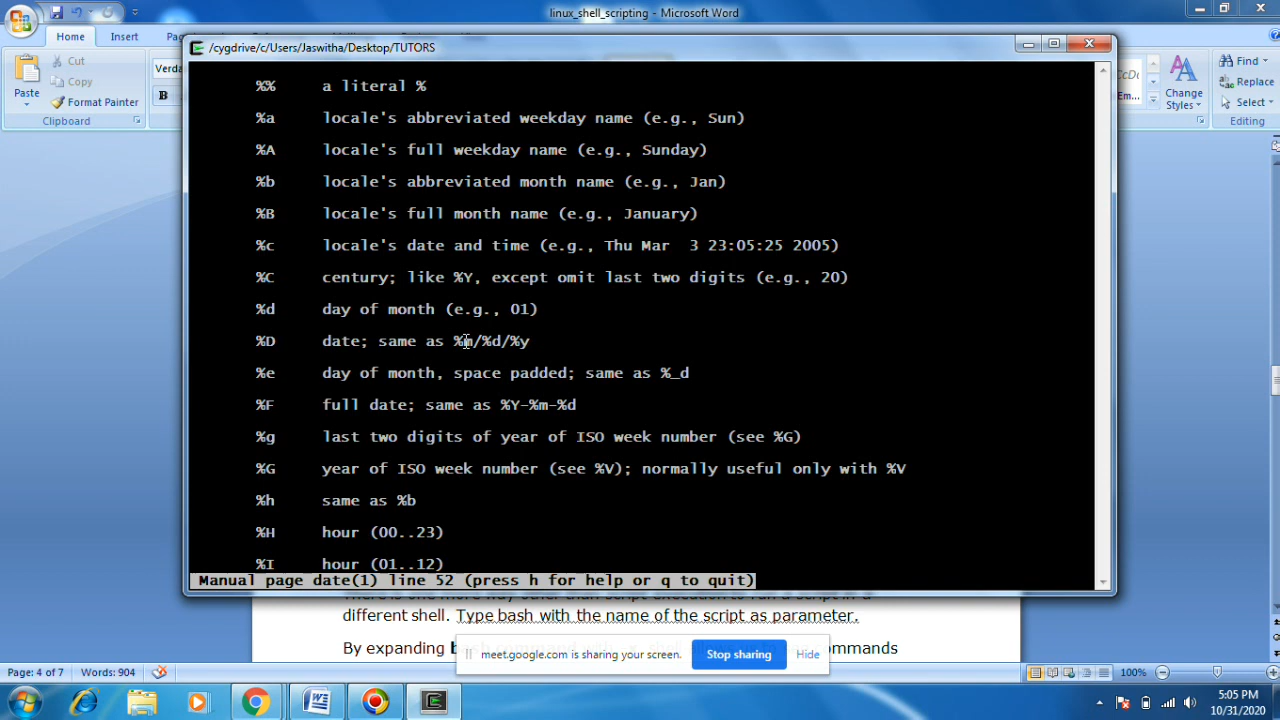 linux_shell_scripting - Microsoft Word
Home
Insert
Cut
Copy
Paste
Format Painter
Clipboard
Verda
B
/cygdrive/c/Users/Jaswitha/Desktop/TUTORS
Change
Styles
Find
Replace
Select
Editing
%% a literal %
%a locale's abbreviated weekday name (e.g., Sun)
%A locale's full weekday name (e.g., Sunday)
%b locale's abbreviated month name (e.g., Jan)
%B locale's full month name (e.g., January)
%c locale's date and time (e.g., Thu Mar  3 23:05:25 2005)
%C century; like %Y, except omit last two digits (e.g., 20)
%d day of month (e.g., 01)
%D date; same as %m/%d/%y
%e day of month, space padded; same as %_d
%F full date; same as %Y-%m-%d
%g last two digits of year of ISO week number (see %G)
%G year of ISO week number (see %V); normally useful only with %V
%h same as %b
%H hour (00..23)
%I hour (01..12)
Manual page date(1) line 52 (press h for help or q to quit)
different shell. Type bash with the name of the script as parameter.
By expanding
meet.google.com is sharing your screen.
Stop sharing
Hide
Page: 4 of 7
Words: 904
100%
5:05 PM
10/31/2020